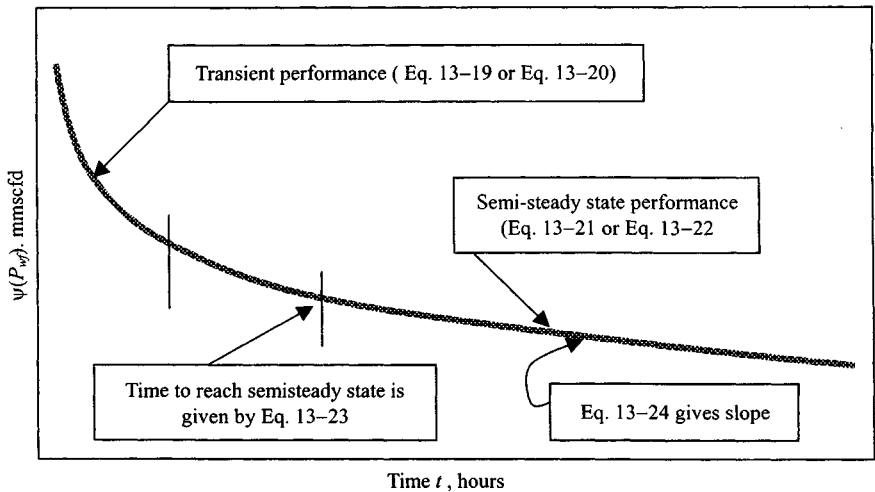 Transient performance ( Eq. 13–19 or Eq. 13–20)
Semi-steady state performance
(Eq. 13–21 or Eq. 13–22
ψ(Pwf). mmscfd
Time to reach semisteady state is
given by Eq. 13–23
Eq. 13–24 gives slope
Time t , hours